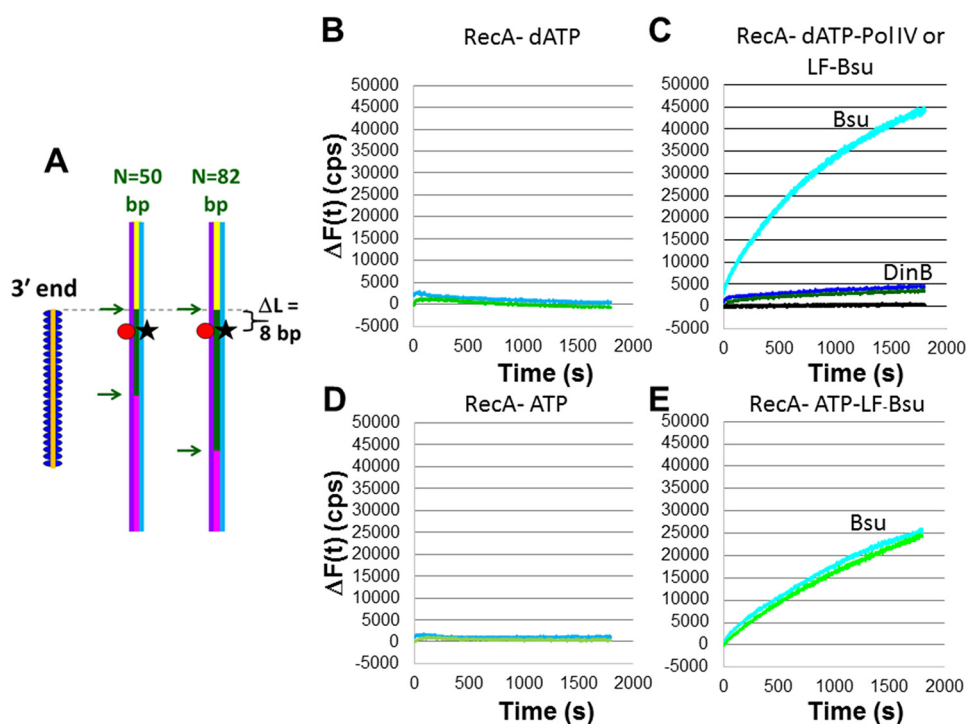 A
N=50
bp
N=82
bp
3' end
ΔL =
8 bp
B
RecA- dATP
ΔF(t) (cps)
50000
45000
40000
35000
30000
25000
20000
15000
10000
5000
0
-5000
0 500 1000 1500 2000
Time (s)
C
RecA- dATP-Pol IV or
LF-Bsu
50000
45000
40000
35000
30000
25000
20000
15000
10000
5000
0
-5000
Bsu
DinB
0 500 1000 1500 2000
Time (s)
D
RecA- ATP
ΔF(t) (cps)
50000
45000
40000
35000
30000
25000
20000
15000
10000
5000
0
-5000
0 500 1000 1500 2000
Time (s)
E
RecA- ATP-LF-Bsu
50000
45000
40000
35000
30000
25000
20000
15000
10000
5000
0
-5000
Bsu
0 500 1000 1500 2000
Time (s)